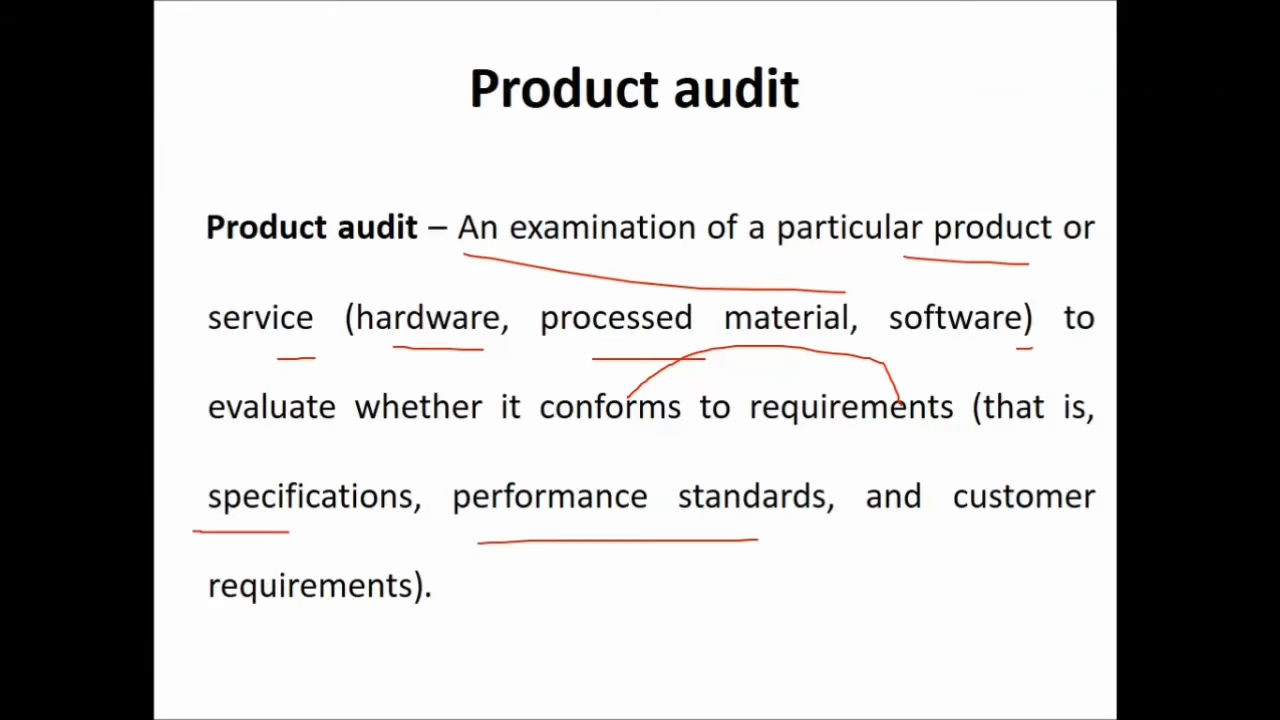 Product audit
Product audit – An examination of a particular product or
service (hardware, processed material, software) to
evaluate whether it conforms to requirements (that is,
specifications, performance standards, and customer
requirements).